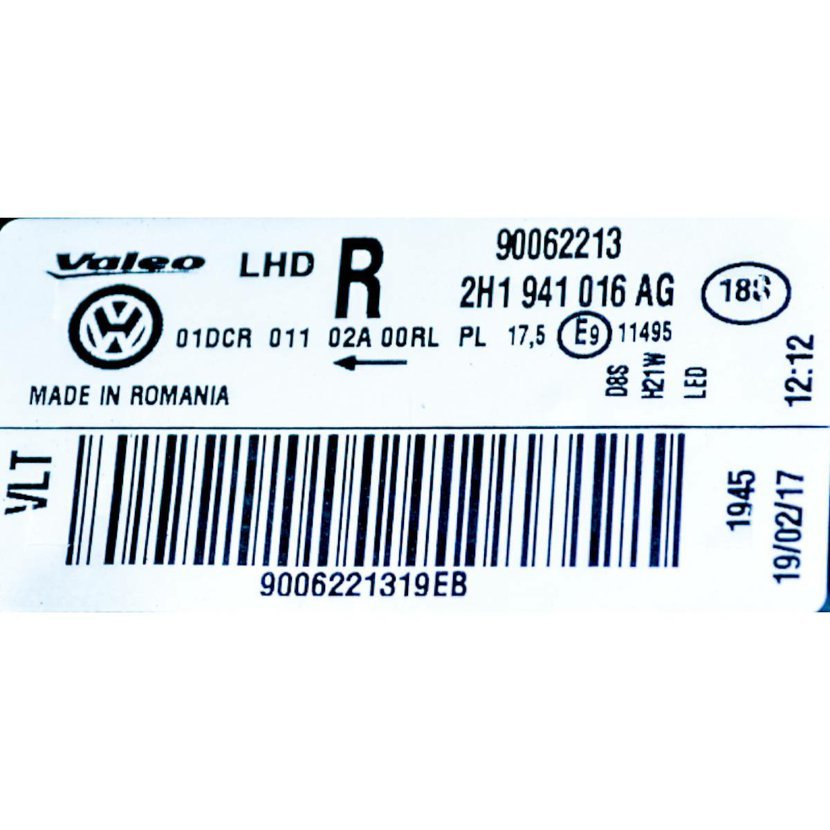 Valeo LHD R 90062213
2H1 941 016 AG
01DCR 011 02A 00RL PL 17,5 E9 11495
MADE IN ROMANIA
D8S
H21W
LED
12:12
VLT
9006221319EB
1945
19/02/17